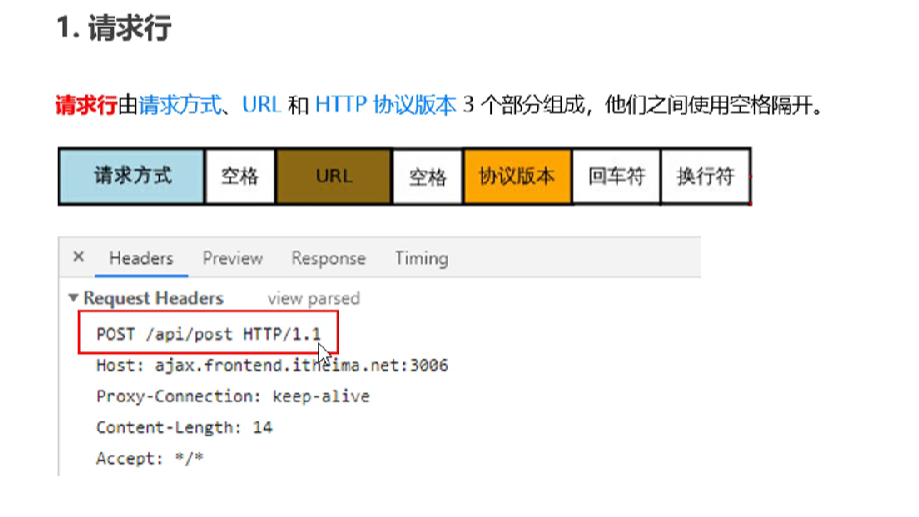 1. 请求行
请求行由请求方式、URL 和 HTTP 协议版本 3 个部分组成，他们之间使用空格隔开。
请求方式 空格 URL 空格 协议版本 回车符 换行符
× Headers Preview Response Timing
▼ Request Headers view parsed
POST /api/post HTTP/1.1
Host: ajax.frontend.itheima.net:3006
Proxy-Connection: keep-alive
Content-Length: 14
Accept: */*